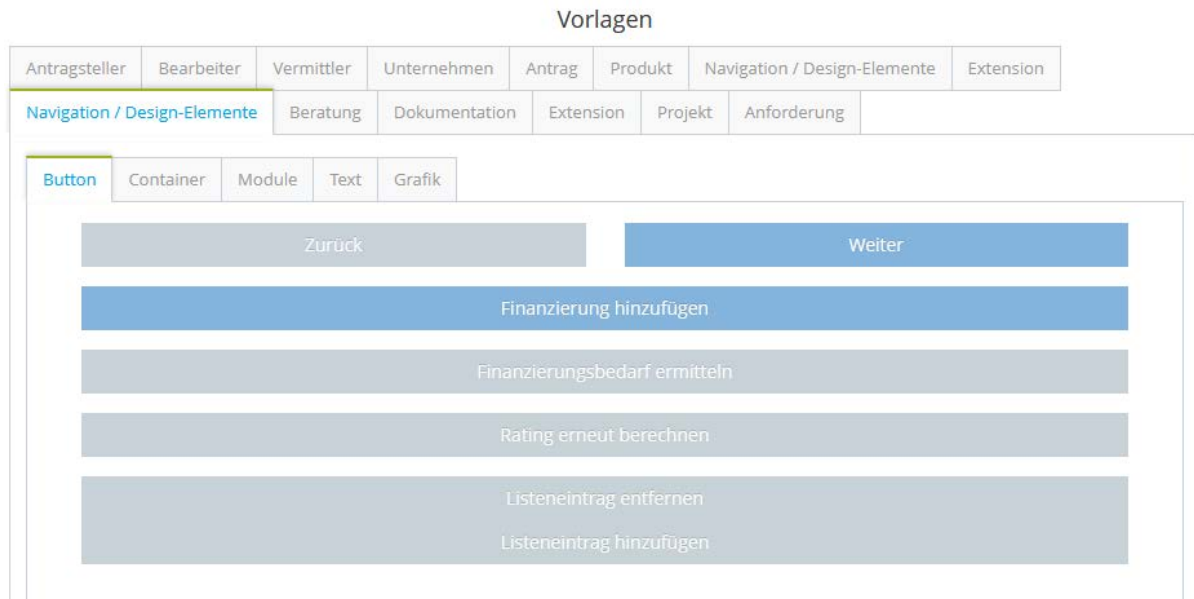 Vorlagen
Antragsteller Bearbeiter Vermittler Unternehmen Antrag Produkt Navigation / Design-Elemente Extension
Navigation / Design-Elemente Beratung Dokumentation Extension Projekt Anforderung
Button Container Module Text Grafik
Zurück Weiter
Finanzierung hinzufügen
Finanzierungsbedarf ermitteln
Rating erneut berechnen
Listeneintrag entfernen
Listeneintrag hinzufügen